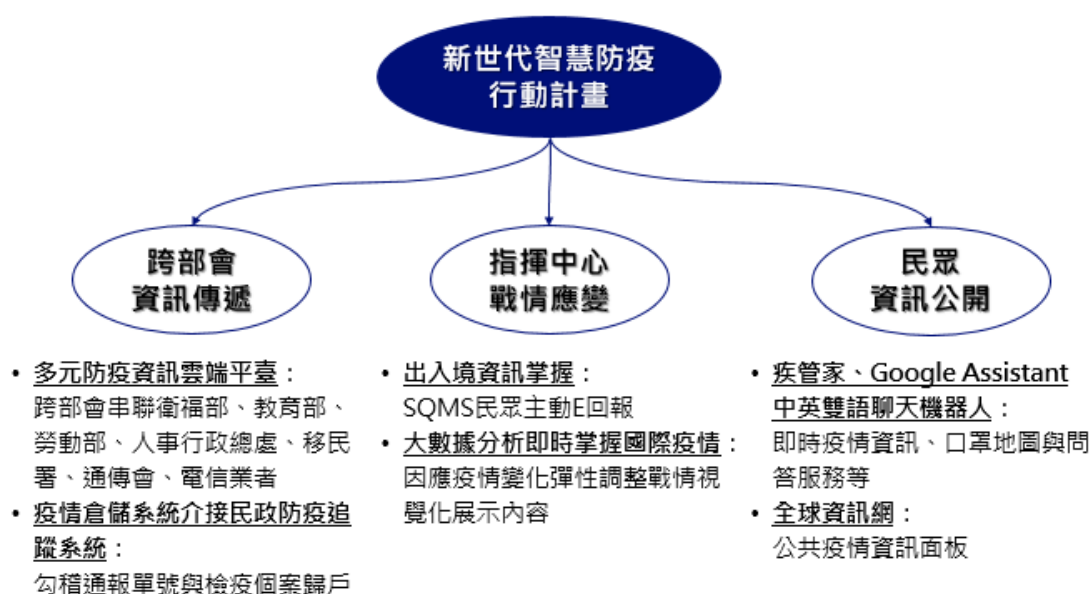 新世代智慧防疫
行動計畫
跨部會
資訊傳遞
指揮中心
戰情應變
民眾
資訊公開
• 多元防疫資訊雲端平臺：
跨部會串聯衛福部、教育部、
勞動部、人事行政總處、移民
署、通傳會、電信業者
• 疫情倉儲系統介接民政防疫追
蹤系統：
勾稽通報單號與檢疫個案歸戶
• 出入境資訊掌握：
SQMS民眾主動E回報
• 大數據分析即時掌握國際疫情：
因應疫情變化彈性調整戰情視
覺化展示內容
• 疾管家、Google Assistant
中英雙語聊天機器人：
即時疫情資訊、口罩地圖與問
答服務等
• 全球資訊網：
公共疫情資訊面板